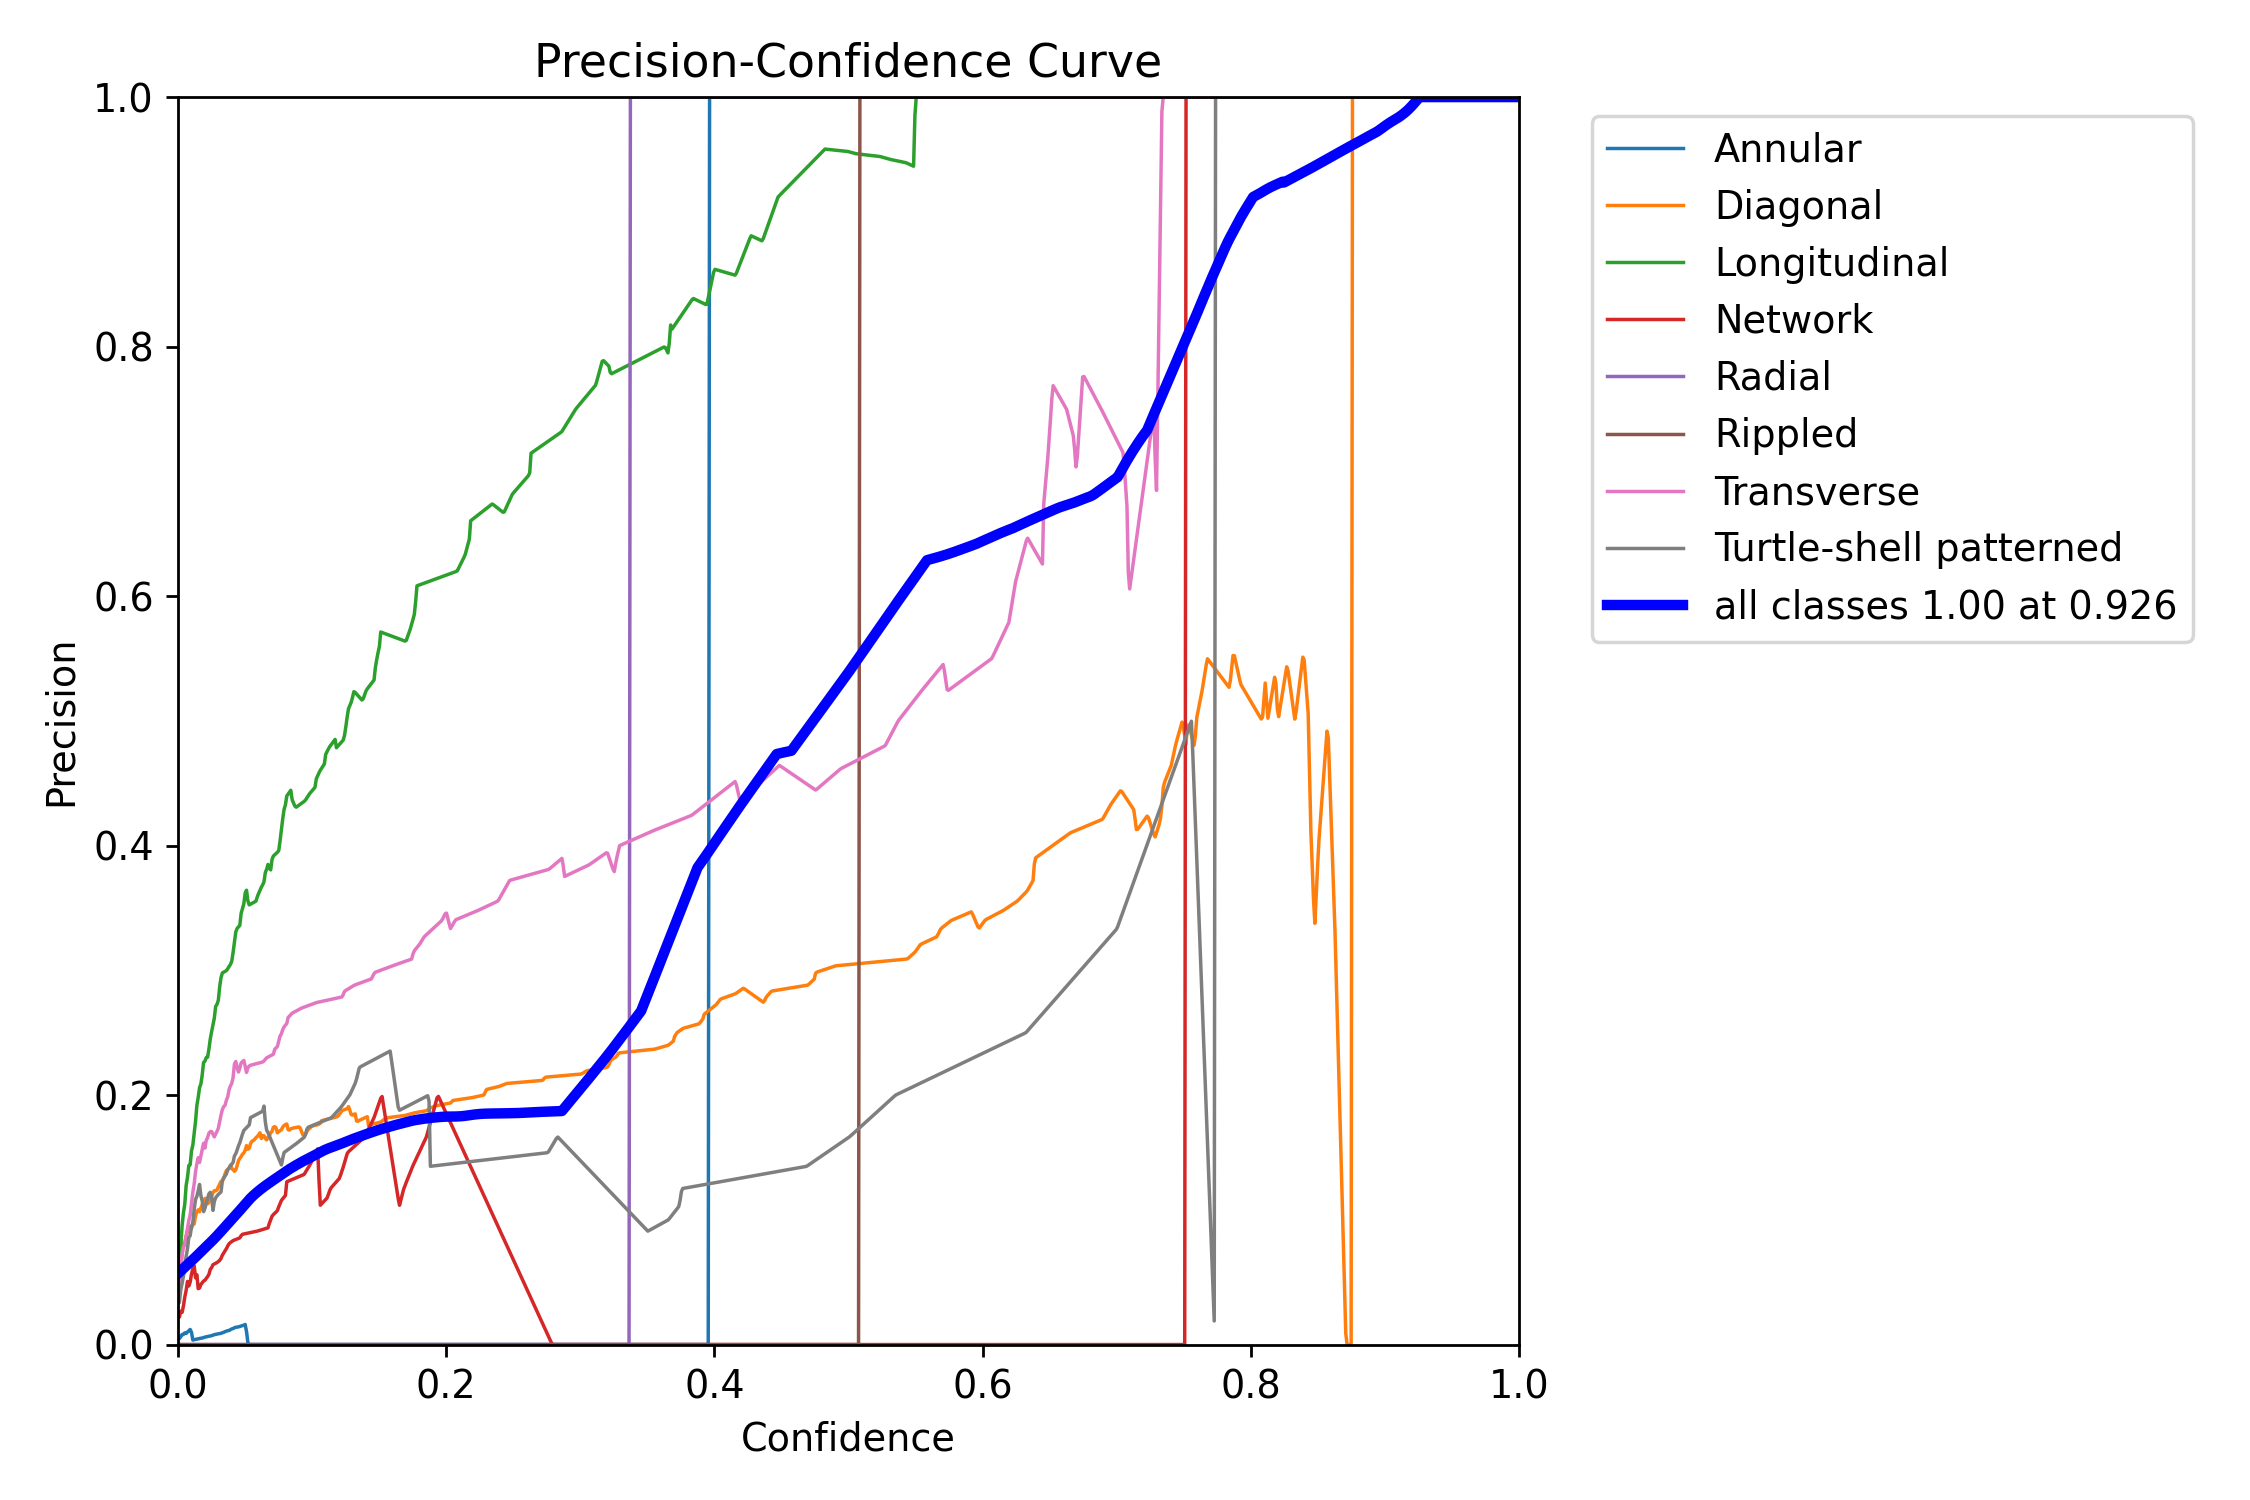 Precision-Confidence Curve
1.0
0.8
0.6
0.4
0.2
0.0
Precision
0.0 0.2 0.4 0.6 0.8 1.0
Confidence
Annular
Diagonal
Longitudinal
Network
Radial
Rippled
Transverse
Turtle-shell patterned
all classes 1.00 at 0.926